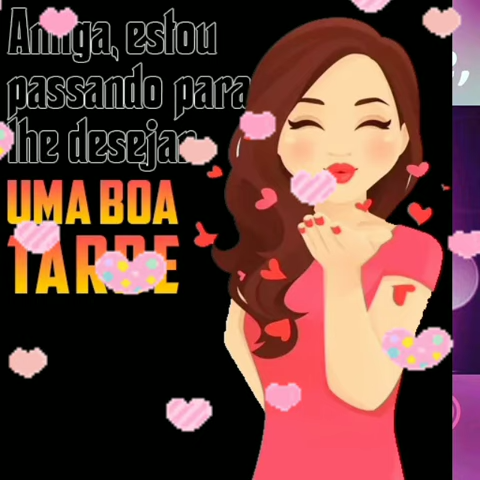 Amiga, estou
passando para
lhe desejar
UMA BOA
TARDE